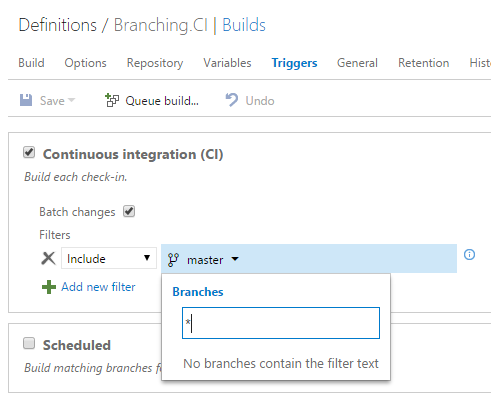 Definitions / Branching.CI | Builds
Build Options Repository Variables Triggers General Retention Hist
Save Queue build... Undo
Continuous integration (CI)
Build each check-in.
Batch changes
Filters
Include master
Add new filter
Branches
*
No branches contain the filter text
Scheduled
Build matching branches f